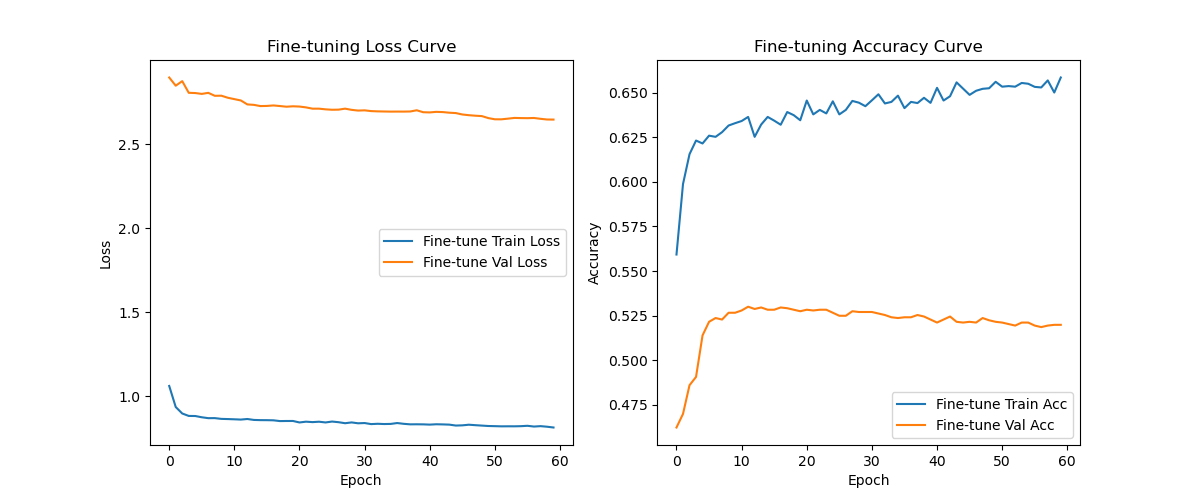 Fine-tuning Loss Curve
2.5
2.0
1.5
1.0
Loss
Fine-tune Train Loss
Fine-tune Val Loss
0 10 20 30 40 50 60
Epoch
Fine-tuning Accuracy Curve
0.650
0.625
0.600
0.575
0.550
0.525
0.500
0.475
Accuracy
Fine-tune Train Acc
Fine-tune Val Acc
0 10 20 30 40 50 60
Epoch